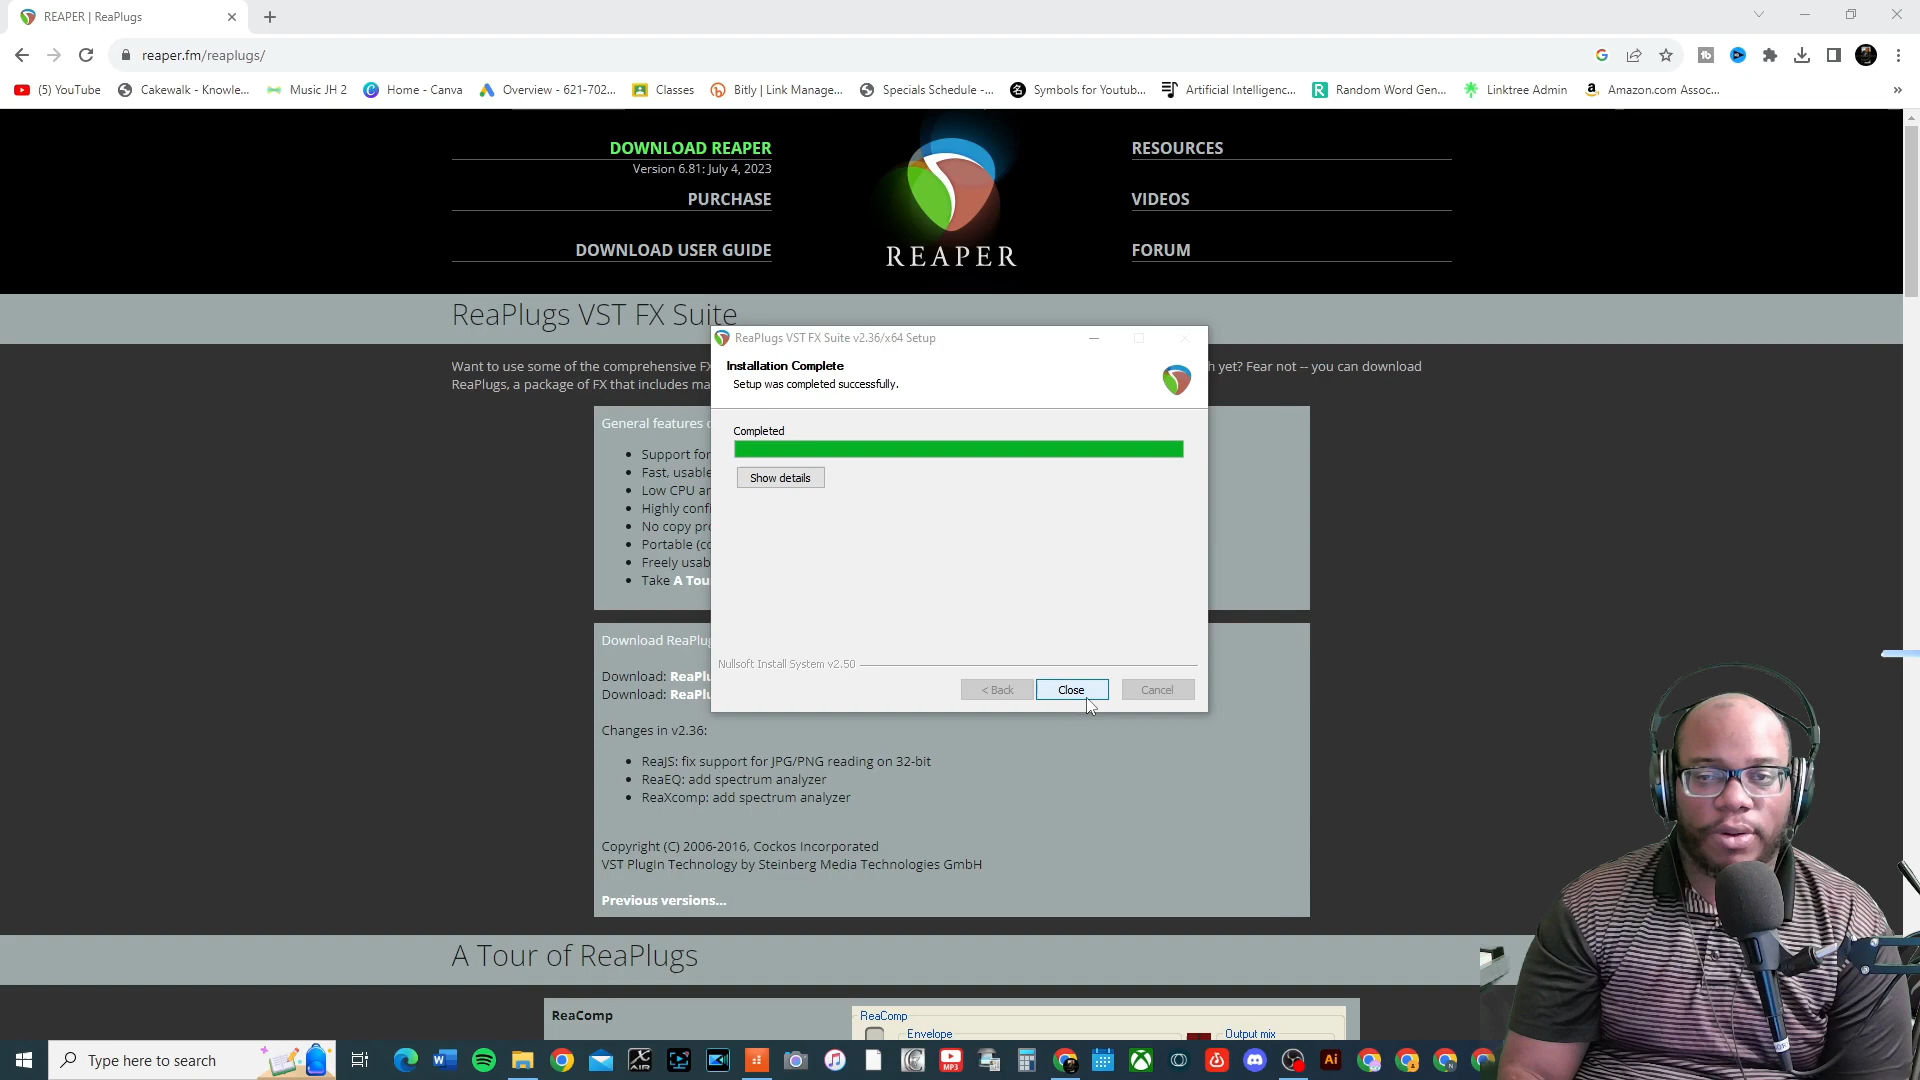 REAPER | ReaPlugs
reaper.fm/reaplugs/
(5) YouTube
Cakewalk - Knowle...
Music JH 2
Home - Canva
Overview - 621-702...
Classes
Bitly | Link Manage...
Specials Schedule -...
Symbols for Youtub...
Artificial Intelligenc...
Random Word Gen...
Linktree Admin
Amazon.com Assoc...
DOWNLOAD REAPER
Version 6.81: July 4, 2023
PURCHASE
DOWNLOAD USER GUIDE
REAPER
RESOURCES
VIDEOS
FORUM
ReaPlugs VST FX Suite
Want to use some of the comprehensive FX
h yet? Fear not -- you can download
ReaPlugs, a package of FX that includes ma
General features
Support for
Fast, usable
Low CPU
Highly confi
No copy pro
Portable (co
Freely usab
Take A Tou
Download ReaPlug
Download: ReaPlu
Download: ReaPlu
Changes in v2.36:
ReaJS: fix support for JPG/PNG reading on 32-bit
ReaEQ: add spectrum analyzer
ReaXcomp: add spectrum analyzer
Copyright (C) 2006-2016, Cockos Incorporated
VST PlugIn Technology by Steinberg Media Technologies GmbH
Previous versions...
ReaPlugs VST FX Suite v2.36/x64 Setup
Installation Complete
Setup was completed successfully.
Completed
Show details
Nullsoft Install System v2.50
< Back
Close
Cancel
A Tour of ReaPlugs
ReaComp
ReaComp
Envelope
Output mix
Type here to search